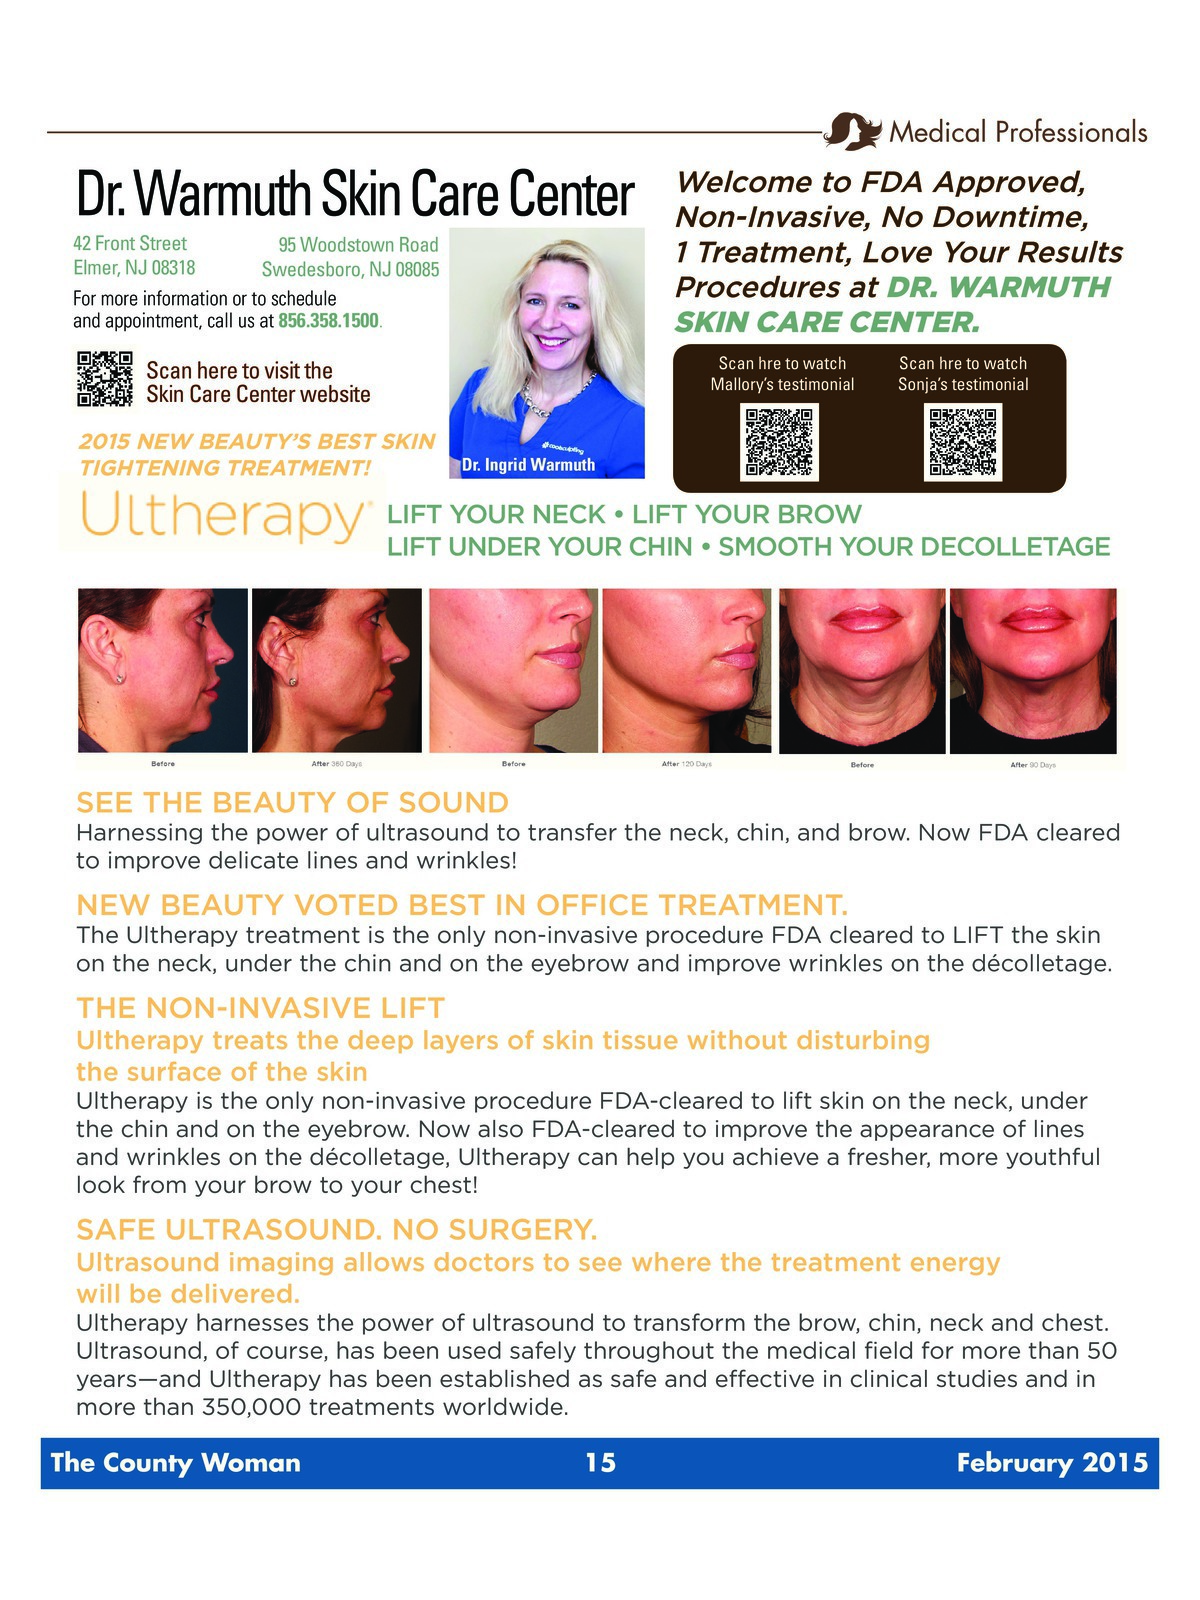 Medical Professionals
Dr. Warmuth Skin Care Center
42 Front Street
Elmer, NJ 08318
95 Woodstown Road
Swedesboro, NJ 08085
For more information or to schedule
and appointment, call us at 856.358.1500.
Scan here to visit the
Skin Care Center website
Dr. Ingrid Warmuth
coolsculpting
Welcome to FDA Approved,
Non-Invasive, No Downtime,
1 Treatment, Love Your Results
Procedures at DR. WARMUTH
SKIN CARE CENTER.
Scan hre to watch
Mallory's testimonial
Scan hre to watch
Sonja's testimonial
2015 NEW BEAUTY'S BEST SKIN
TIGHTENING TREATMENT!
Ultherapy®
LIFT YOUR NECK • LIFT YOUR BROW
LIFT UNDER YOUR CHIN • SMOOTH YOUR DECOLLETAGE
Before
After 360 Days
Before
After 120 Days
Before
After 90 Days
SEE THE BEAUTY OF SOUND
Harnessing the power of ultrasound to transfer the neck, chin, and brow. Now FDA cleared
to improve delicate lines and wrinkles!
NEW BEAUTY VOTED BEST IN OFFICE TREATMENT.
The Ultherapy treatment is the only non-invasive procedure FDA cleared to LIFT the skin
on the neck, under the chin and on the eyebrow and improve wrinkles on the décolletage.
THE NON-INVASIVE LIFT
Ultherapy treats the deep layers of skin tissue without disturbing
the surface of the skin
Ultherapy is the only non-invasive procedure FDA-cleared to lift skin on the neck, under
the chin and on the eyebrow. Now also FDA-cleared to improve the appearance of lines
and wrinkles on the décolletage, Ultherapy can help you achieve a fresher, more youthful
look from your brow to your chest!
SAFE ULTRASOUND. NO SURGERY.
Ultrasound imaging allows doctors to see where the treatment energy
will be delivered.
Ultherapy harnesses the power of ultrasound to transform the brow, chin, neck and chest.
Ultrasound, of course, has been used safely throughout the medical field for more than 50
years—and Ultherapy has been established as safe and effective in clinical studies and in
more than 350,000 treatments worldwide.
The County Woman
15
February 2015